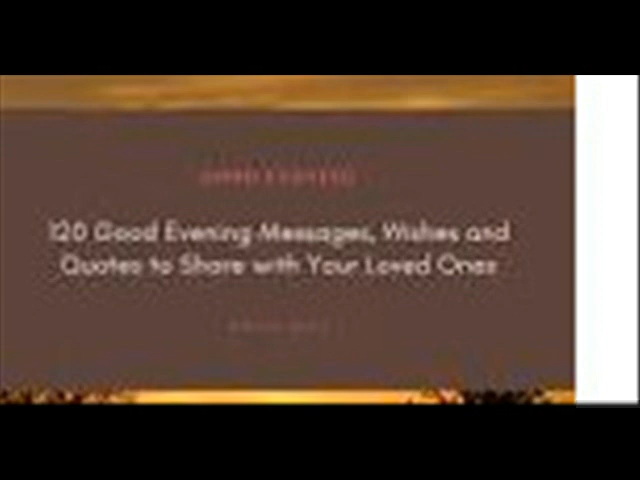 120 Good Evening Messages, Wishes and
Quotes to Share with Your Loved Ones